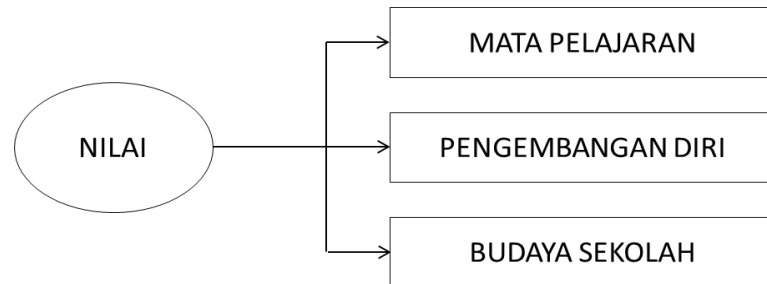 MATA PELAJARAN
NILAI
PENGEMBANGAN DIRI
BUDAYA SEKOLAH